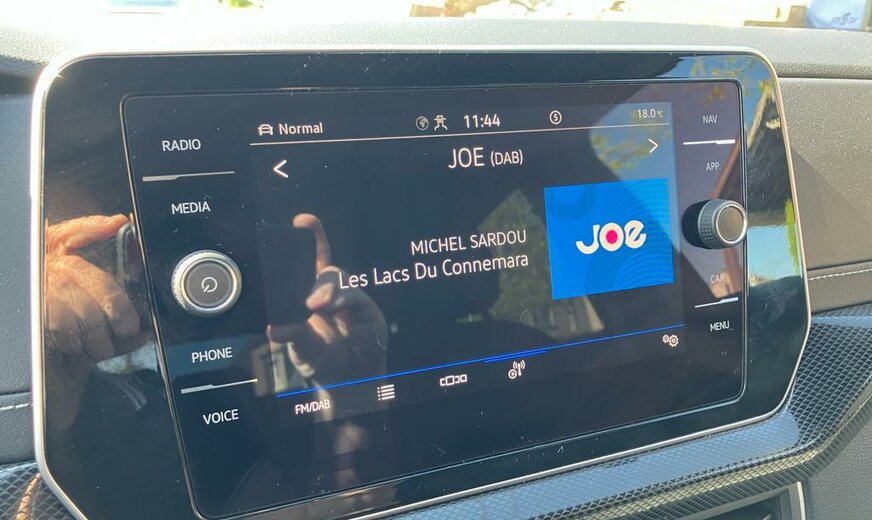 RADIO
MEDIA
PHONE
VOICE
Normal
11:44
S
18.0°C
JOE (DAB)
MICHEL SARDOU
Les Lacs Du Connemara
JOe
FM/DAB
NAV
APP
CAR
MENU